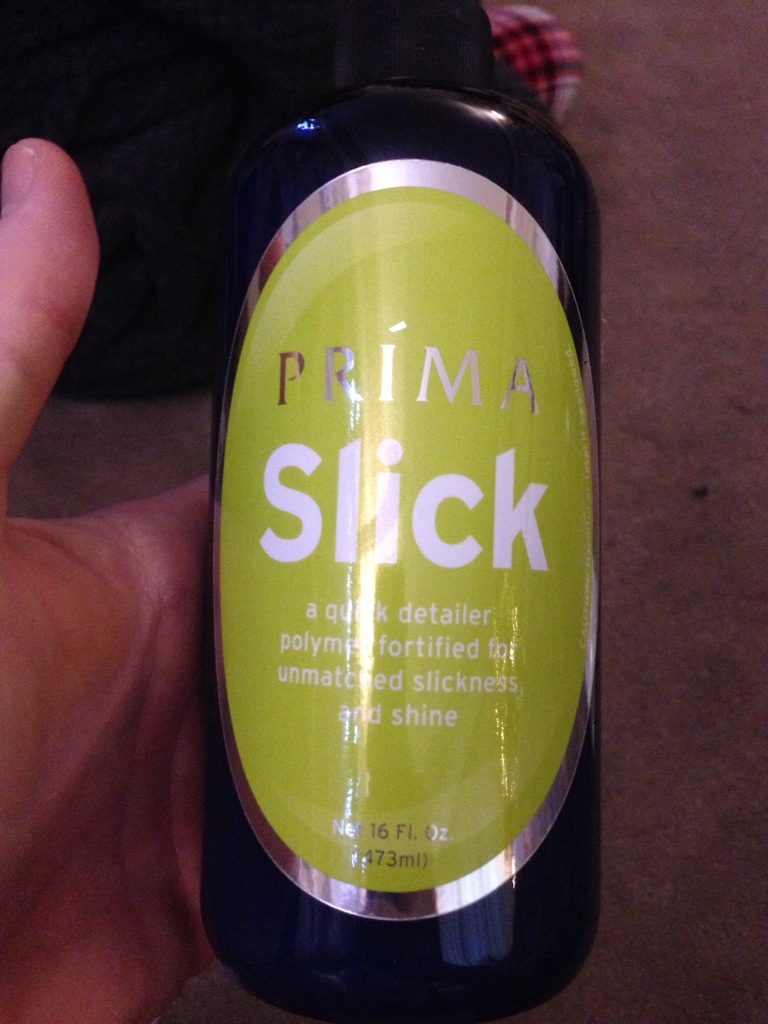 PRÍMA
Slick
a quick detailer
polymer fortified for
unmatched slickness
and shine
Net 16 Fl. Oz.
(473ml)